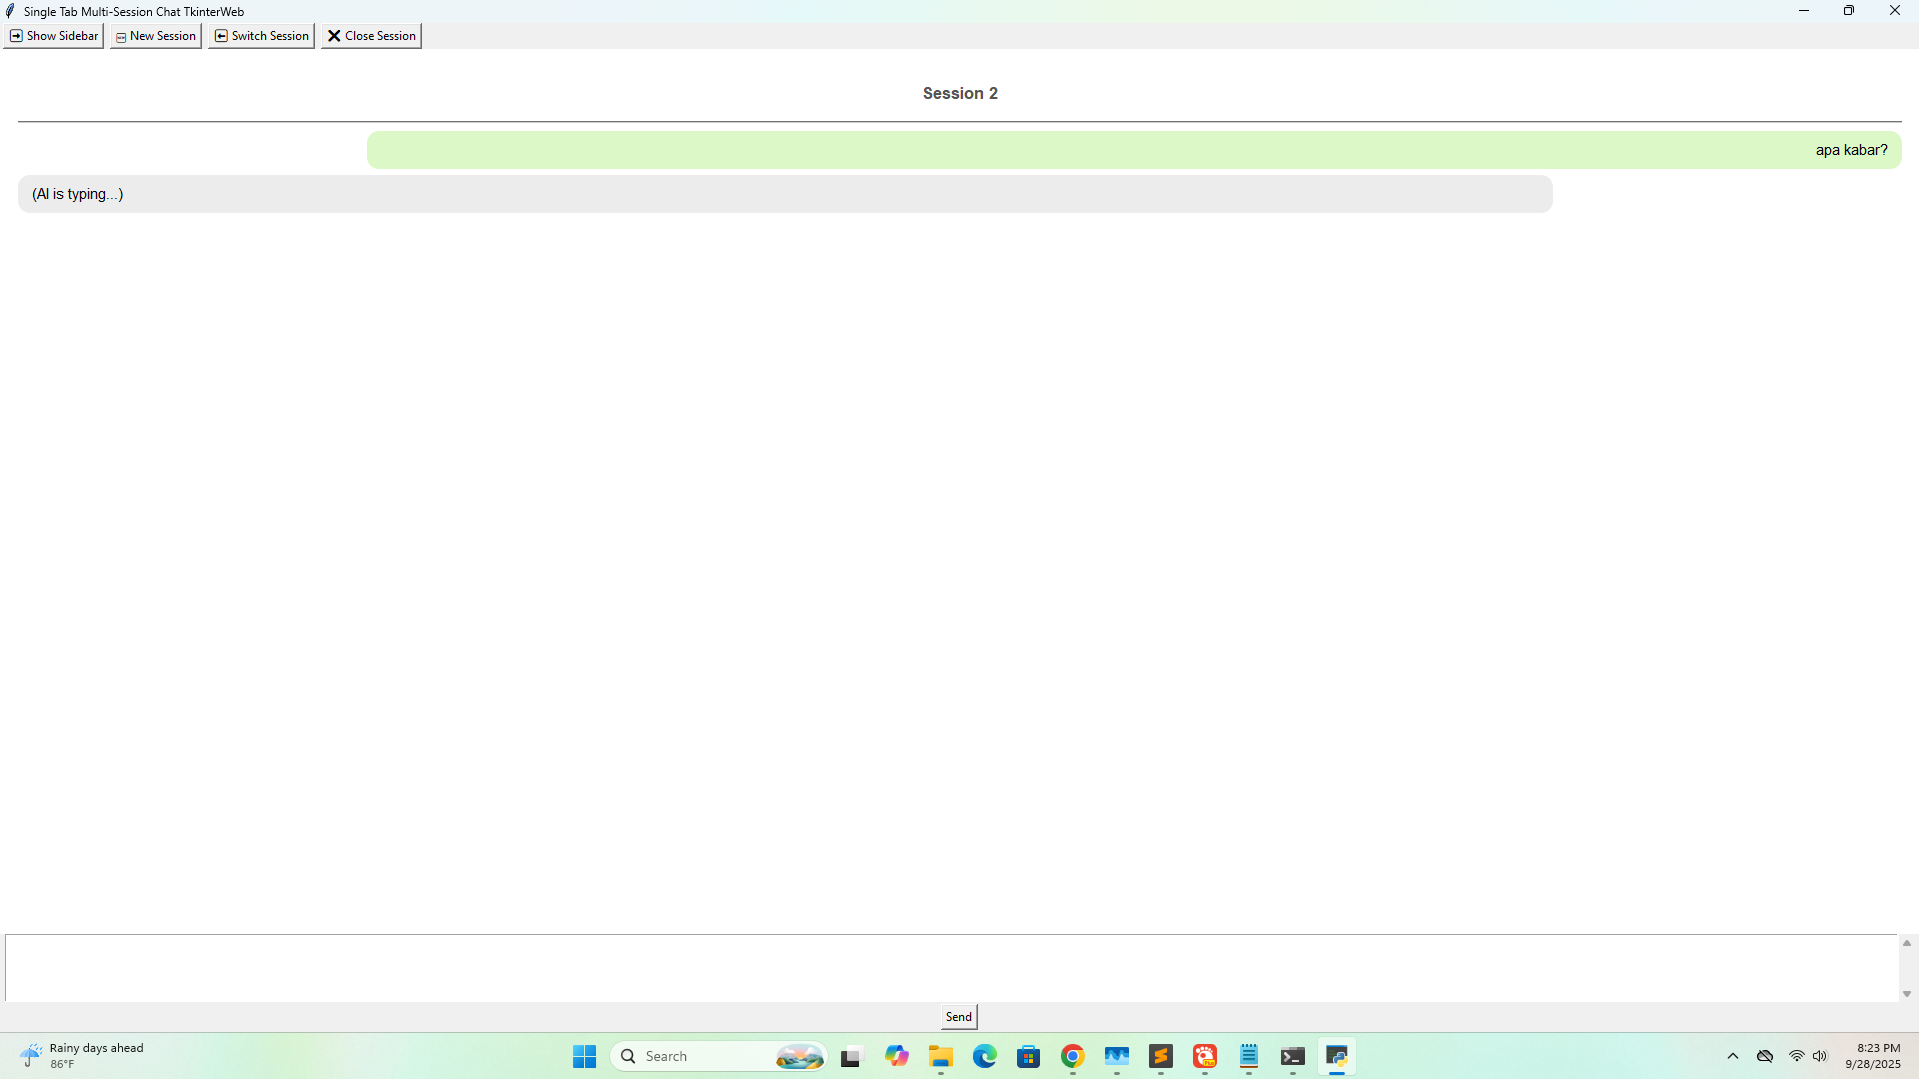 Single Tab Multi-Session Chat TkinterWeb
Show Sidebar
New Session
Switch Session
Close Session
Session 2
apa kabar?
(AI is typing...)
Send
Rainy days ahead
86°F
Search
8:23 PM
9/28/2025